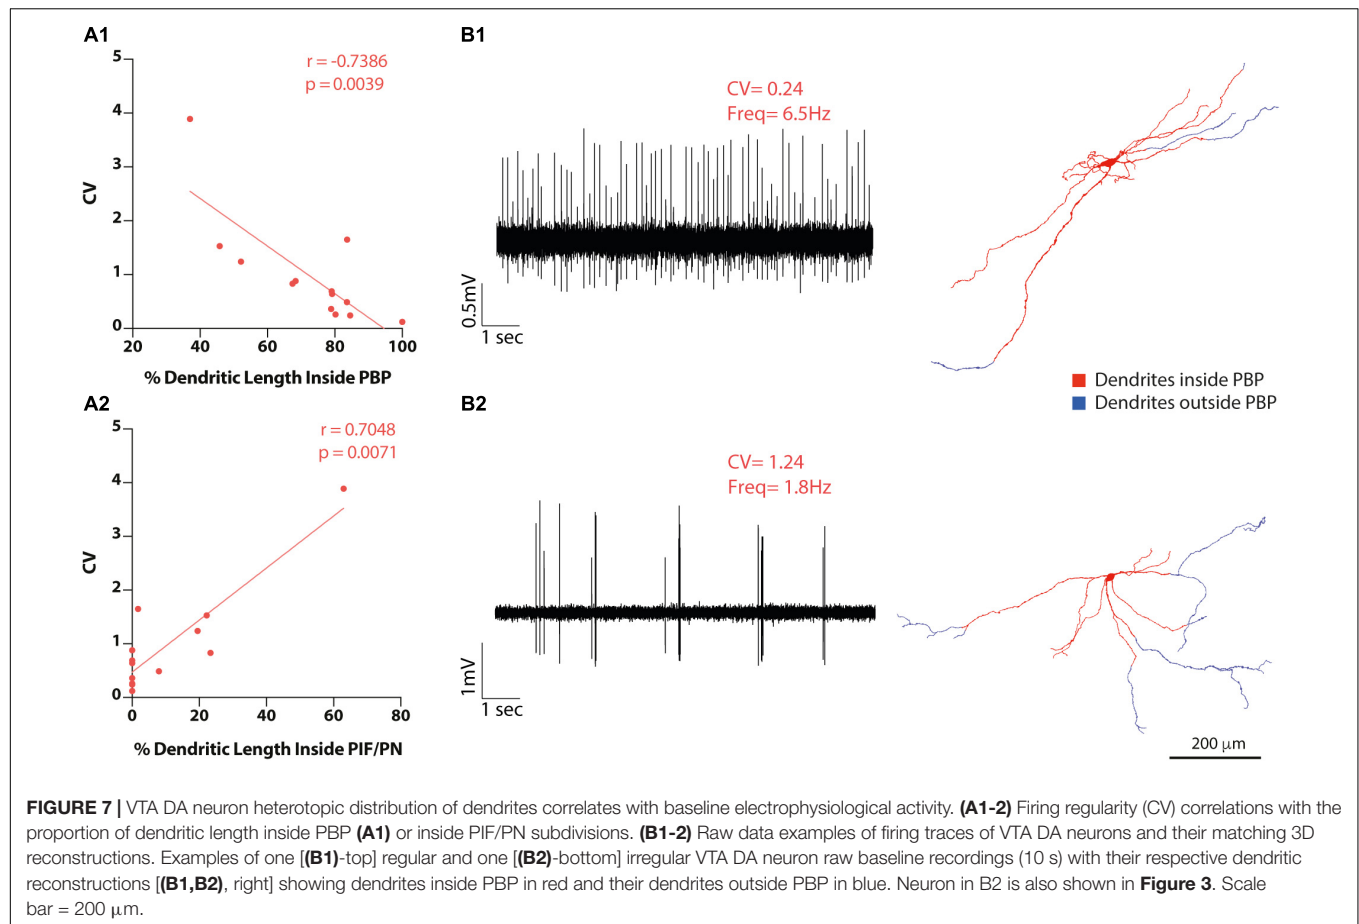 A1
r = -0.7386
p = 0.0039
5
4
3
2
1
0
CV
20
40
60
80
100
% Dendritic Length Inside PBP
B1
CV= 0.24
Freq= 6.5Hz
0.5mV
1 sec
Dendrites inside PBP
Dendrites outside PBP
A2
r = 0.7048
p = 0.0071
5
4
3
2
1
0
CV
0
20
40
60
80
% Dendritic Length Inside PIF/PN
B2
CV= 1.24
Freq= 1.8Hz
1mV
1 sec
200 μm
FIGURE 7 | VTA DA neuron heterotopic distribution of dendrites correlates with baseline electrophysiological activity. (A1-2) Firing regularity (CV) correlations with the
proportion of dendritic length inside PBP (A1) or inside PIF/PN subdivisions. (B1-2) Raw data examples of firing traces of VTA DA neurons and their matching 3D
reconstructions. Examples of one [(B1)-top] regular and one [(B2)-bottom] irregular VTA DA neuron raw baseline recordings (10 s) with their respective dendritic
reconstructions [(B1,B2), right] showing dendrites inside PBP in red and their dendrites outside PBP in blue. Neuron in B2 is also shown in Figure 3. Scale
bar = 200 μm.